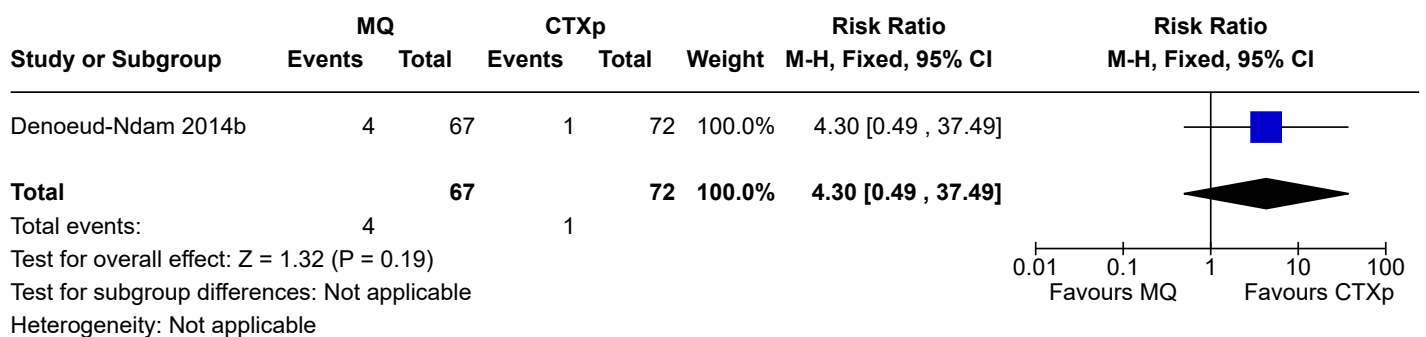 MQ CTXp Risk Ratio Risk Ratio
Study or Subgroup Events Total Events Total Weight M-H, Fixed, 95% CI M-H, Fixed, 95% CI
Denoeud-Ndam 2014b 4 67 1 72 100.0% 4.30 [0.49 , 37.49]
Total 67 72 100.0% 4.30 [0.49 , 37.49]
Total events: 4 1
Test for overall effect: Z = 1.32 (P = 0.19)
0.01 0.1 1 10 100
Test for subgroup differences: Not applicable
Favours MQ Favours CTXp
Heterogeneity: Not applicable